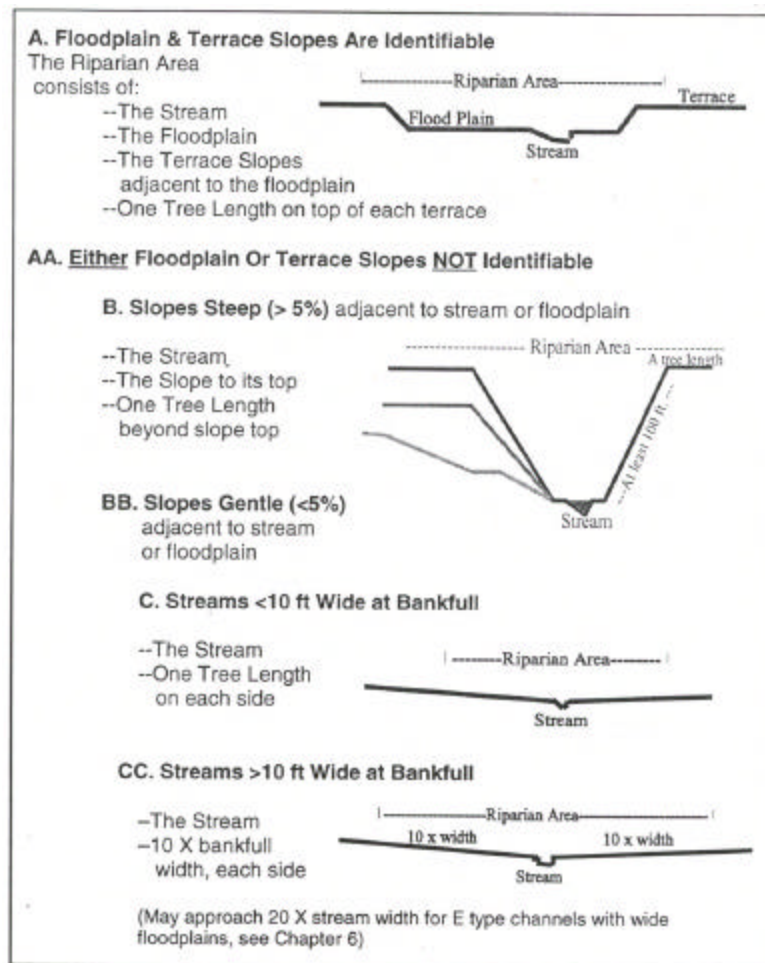 A. Floodplain & Terrace Slopes Are Identifiable
The Riparian Area
consists of:
--The Stream
--The Floodplain
--The Terrace Slopes
adjacent to the floodplain
--One Tree Length on top of each terrace
Riparian Area
Terrace
Flood Plain
Stream
AA. Either Floodplain Or Terrace Slopes NOT Identifiable
B. Slopes Steep (> 5%) adjacent to stream or floodplain
--The Stream
--The Slope to its top
--One Tree Length
beyond slope top
Riparian Area
A tree length
At least 100 ft.
Stream
BB. Slopes Gentle (<5%)
adjacent to stream
or floodplain
C. Streams <10 ft Wide at Bankfull
--The Stream
--One Tree Length
on each side
Riparian Area
Stream
CC. Streams >10 ft Wide at Bankfull
–The Stream
–10 X bankfull
width, each side
Riparian Area
10 x width 10 x width
Stream
(May approach 20 X stream width for E type channels with wide
floodplains, see Chapter 6)